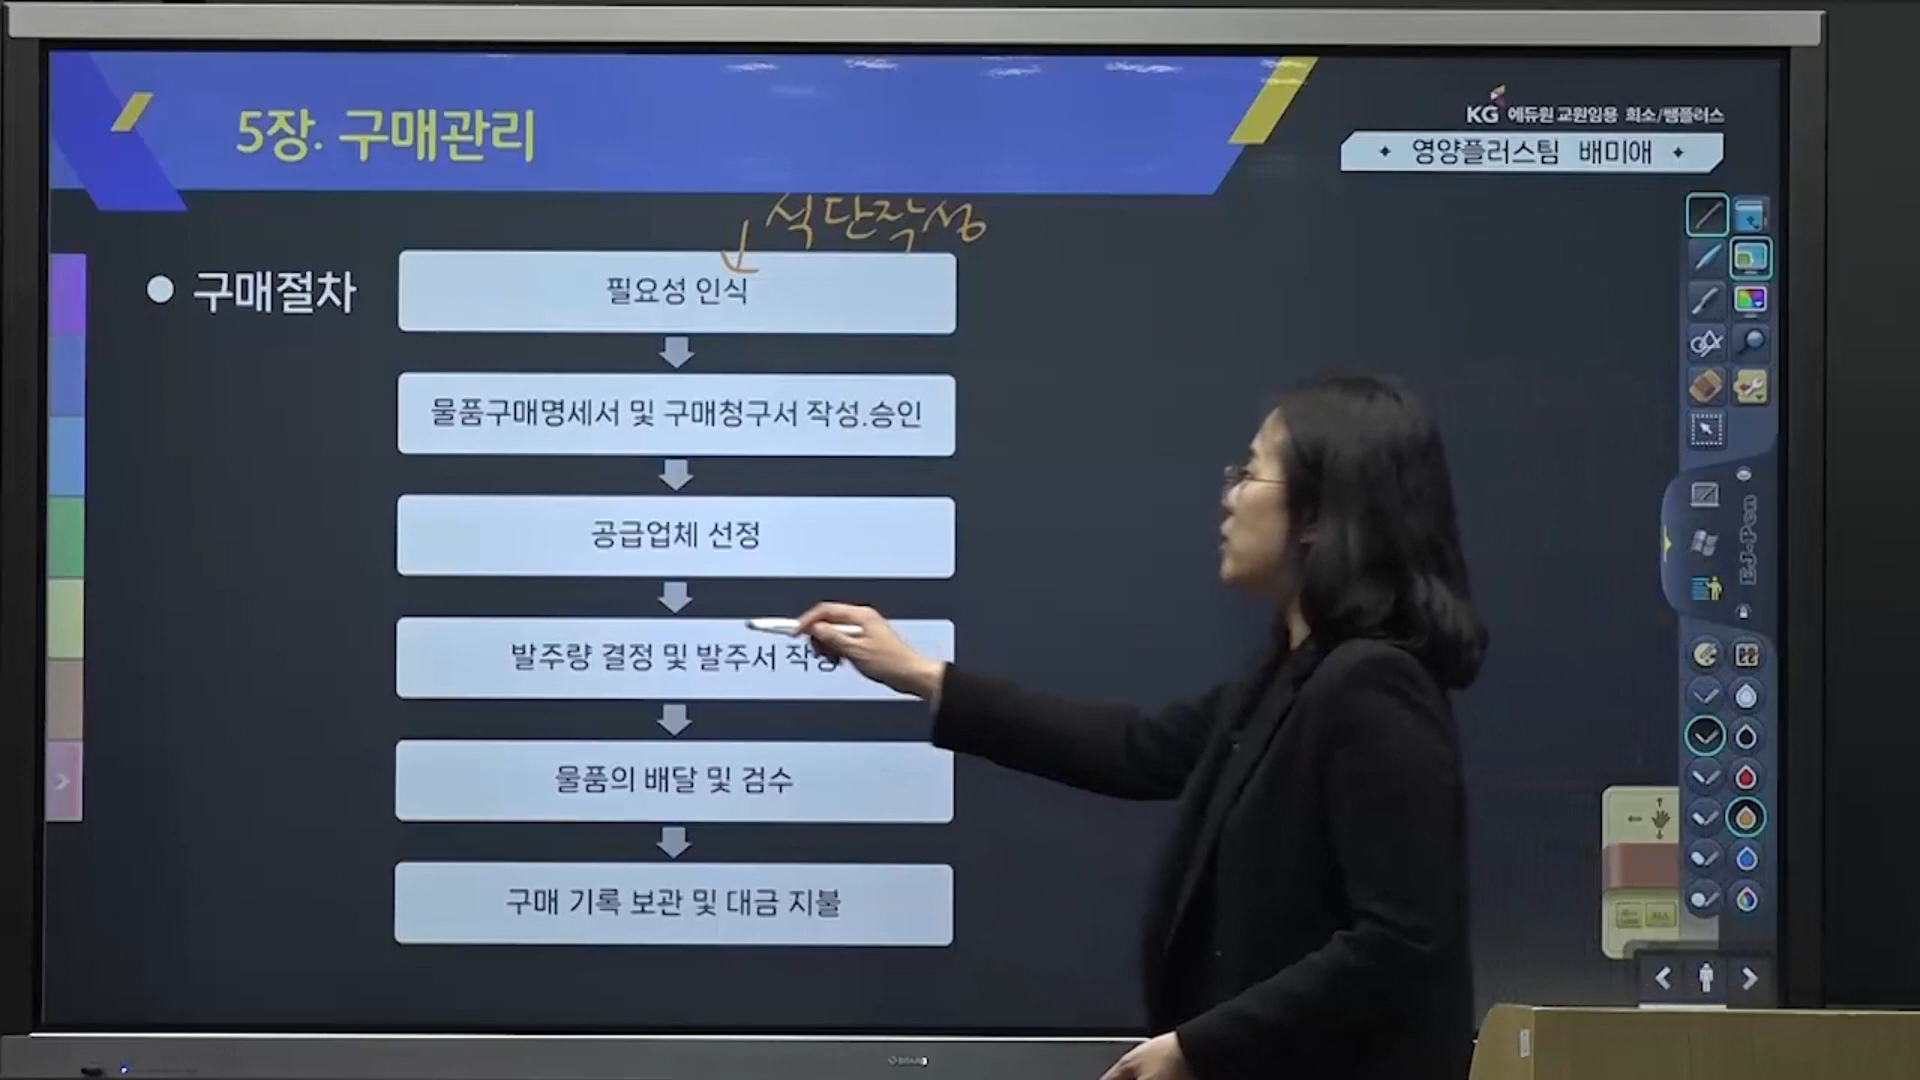 5장. 구매관리
KG 에듀원 교원임용 희소/쌤플러스
영양플러스팀 배미애
식단작성
구매절차
필요성 인식
물품구매명세서 및 구매청구서 작성.승인
공급업체 선정
발주량 결정 및 발주서 작성
물품의 배달 및 검수
구매 기록 보관 및 대금 지불
EJ-Pen